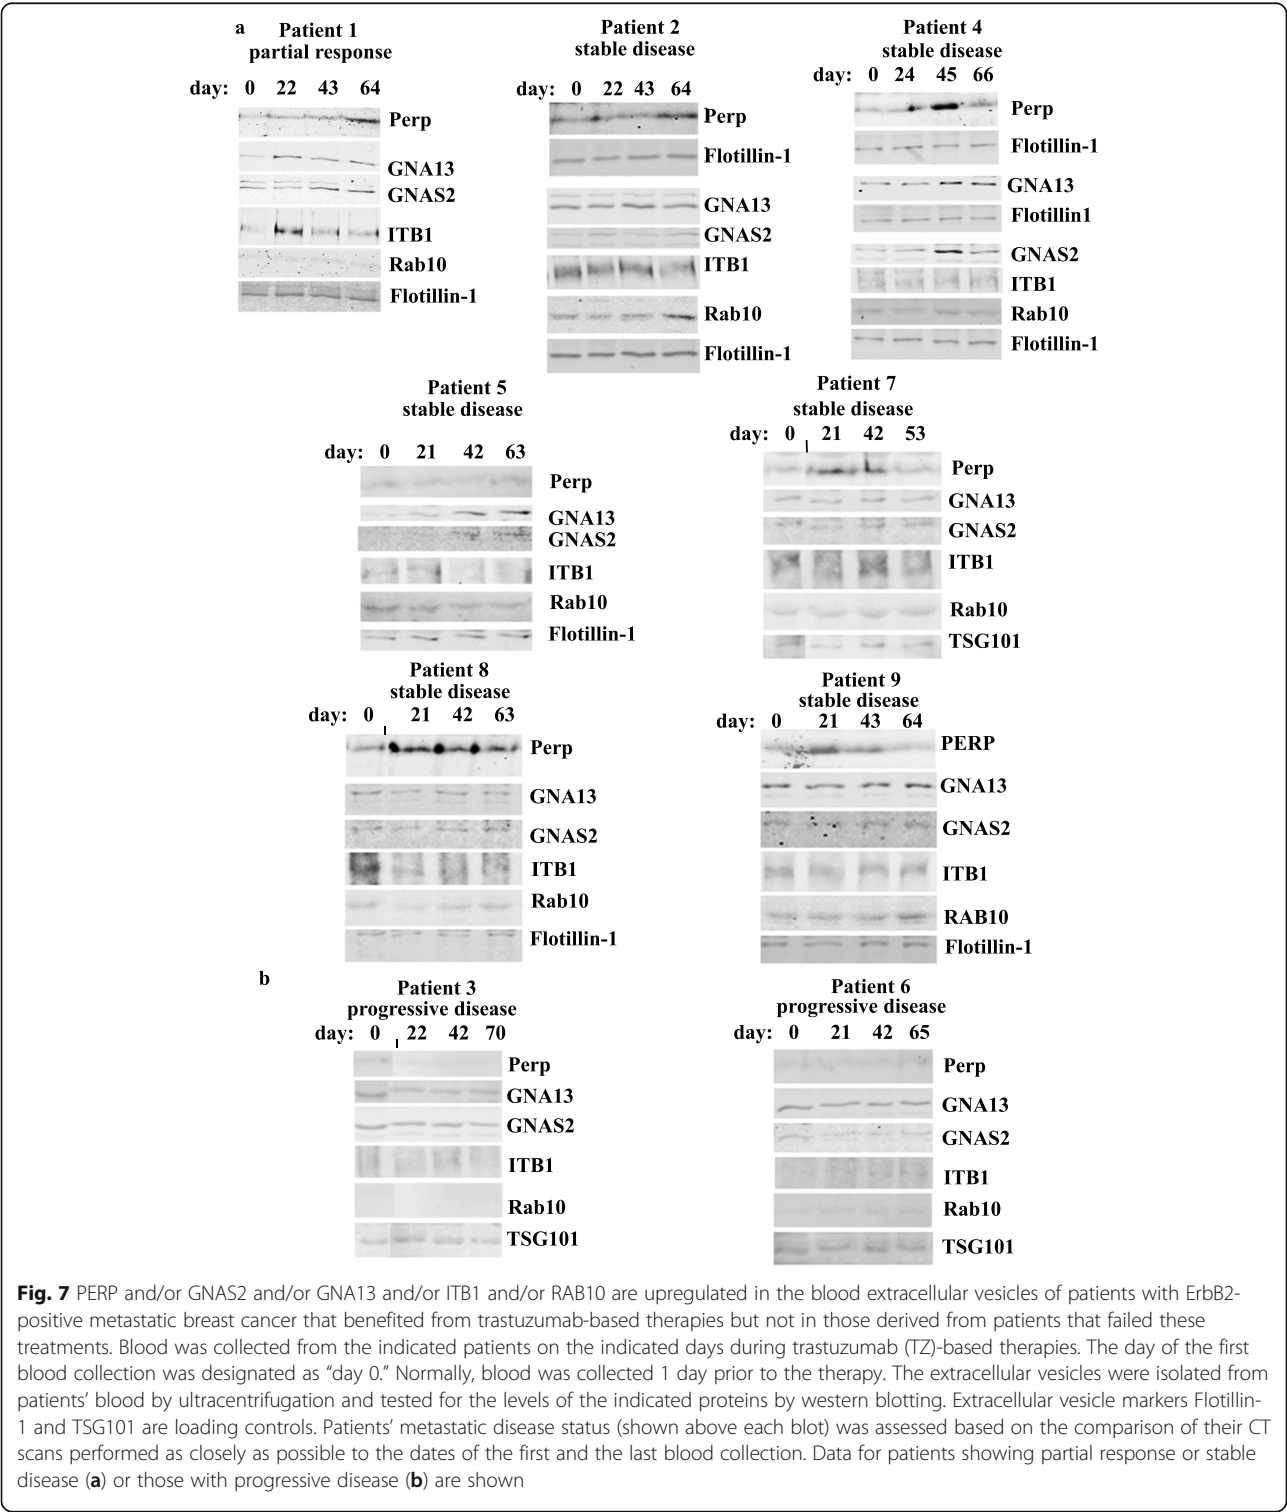 a
Patient 1
partial response
day: 0 22 43 64
Perp
GNA13
GNAS2
ITB1
Rab10
Flotillin-1
Patient 2
stable disease
day: 0 22 43 64
Perp
Flotillin-1
GNA13
GNAS2
ITB1
Rab10
Flotillin-1
Patient 4
stable disease
day: 0 24 45 66
Perp
Flotillin-1
GNA13
Flotillin1
GNAS2
ITB1
Rab10
Flotillin-1
Patient 5
stable disease
day: 0 21 42 63
Perp
GNA13
GNAS2
ITB1
Rab10
Flotillin-1
Patient 7
stable disease
day: 0 21 42 53
Perp
GNA13
GNAS2
ITB1
Rab10
TSG101
Patient 8
stable disease
day: 0 21 42 63
Perp
GNA13
GNAS2
ITB1
Rab10
Flotillin-1
Patient 9
stable disease
day: 0 21 43 64
PERP
GNA13
GNAS2
ITB1
RAB10
Flotillin-1
b
Patient 3
progressive disease
day: 0 22 42 70
Perp
GNA13
GNAS2
ITB1
Rab10
TSG101
Patient 6
progressive disease
day: 0 21 42 65
Perp
GNA13
GNAS2
ITB1
Rab10
TSG101
Fig. 7 PERP and/or GNAS2 and/or GNA13 and/or ITB1 and/or RAB10 are upregulated in the blood extracellular vesicles of patients with ErbB2-
positive metastatic breast cancer that benefited from trastuzumab-based therapies but not in those derived from patients that failed these
treatments. Blood was collected from the indicated patients on the indicated days during trastuzumab (TZ)-based therapies. The day of the first
blood collection was designated as “day 0.” Normally, blood was collected 1 day prior to the therapy. The extracellular vesicles were isolated from
patients’ blood by ultracentrifugation and tested for the levels of the indicated proteins by western blotting. Extracellular vesicle markers Flotillin-
1 and TSG101 are loading controls. Patients’ metastatic disease status (shown above each blot) was assessed based on the comparison of their CT
scans performed as closely as possible to the dates of the first and the last blood collection. Data for patients showing partial response or stable
disease (a) or those with progressive disease (b) are shown